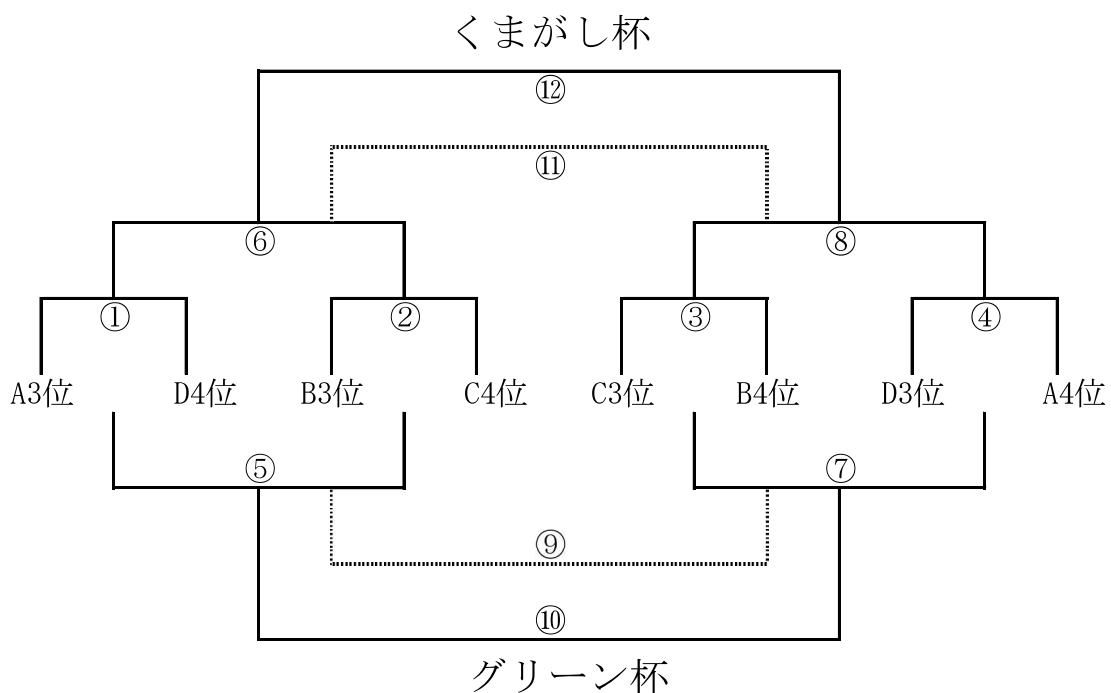 くまがし杯
⑫
⑪
⑥ ⑧
① ② ③ ④
A3位 D4位 B3位 C4位 C3位 B4位 D3位 A4位
⑤ ⑦
⑨
⑩
グリーン杯